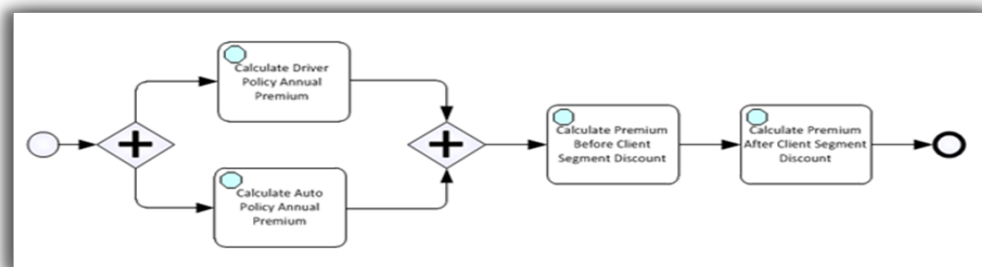 Calculate Driver
Policy Annual
Premium
Calculate Auto
Policy Annual
Premium
Calculate Premium
Before Client
Segment Discount
Calculate Premium
After Client Segment
Discount